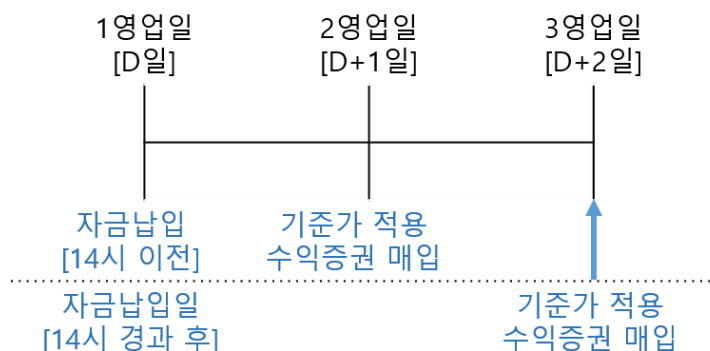 1영업일 2영업일 3영업일
[D일] [D+1일] [D+2일]
자금납입 기준가 적용
[14시 이전] 수익증권 매입
자금납입일 기준가 적용
[14시 경과 후] 수익증권 매입